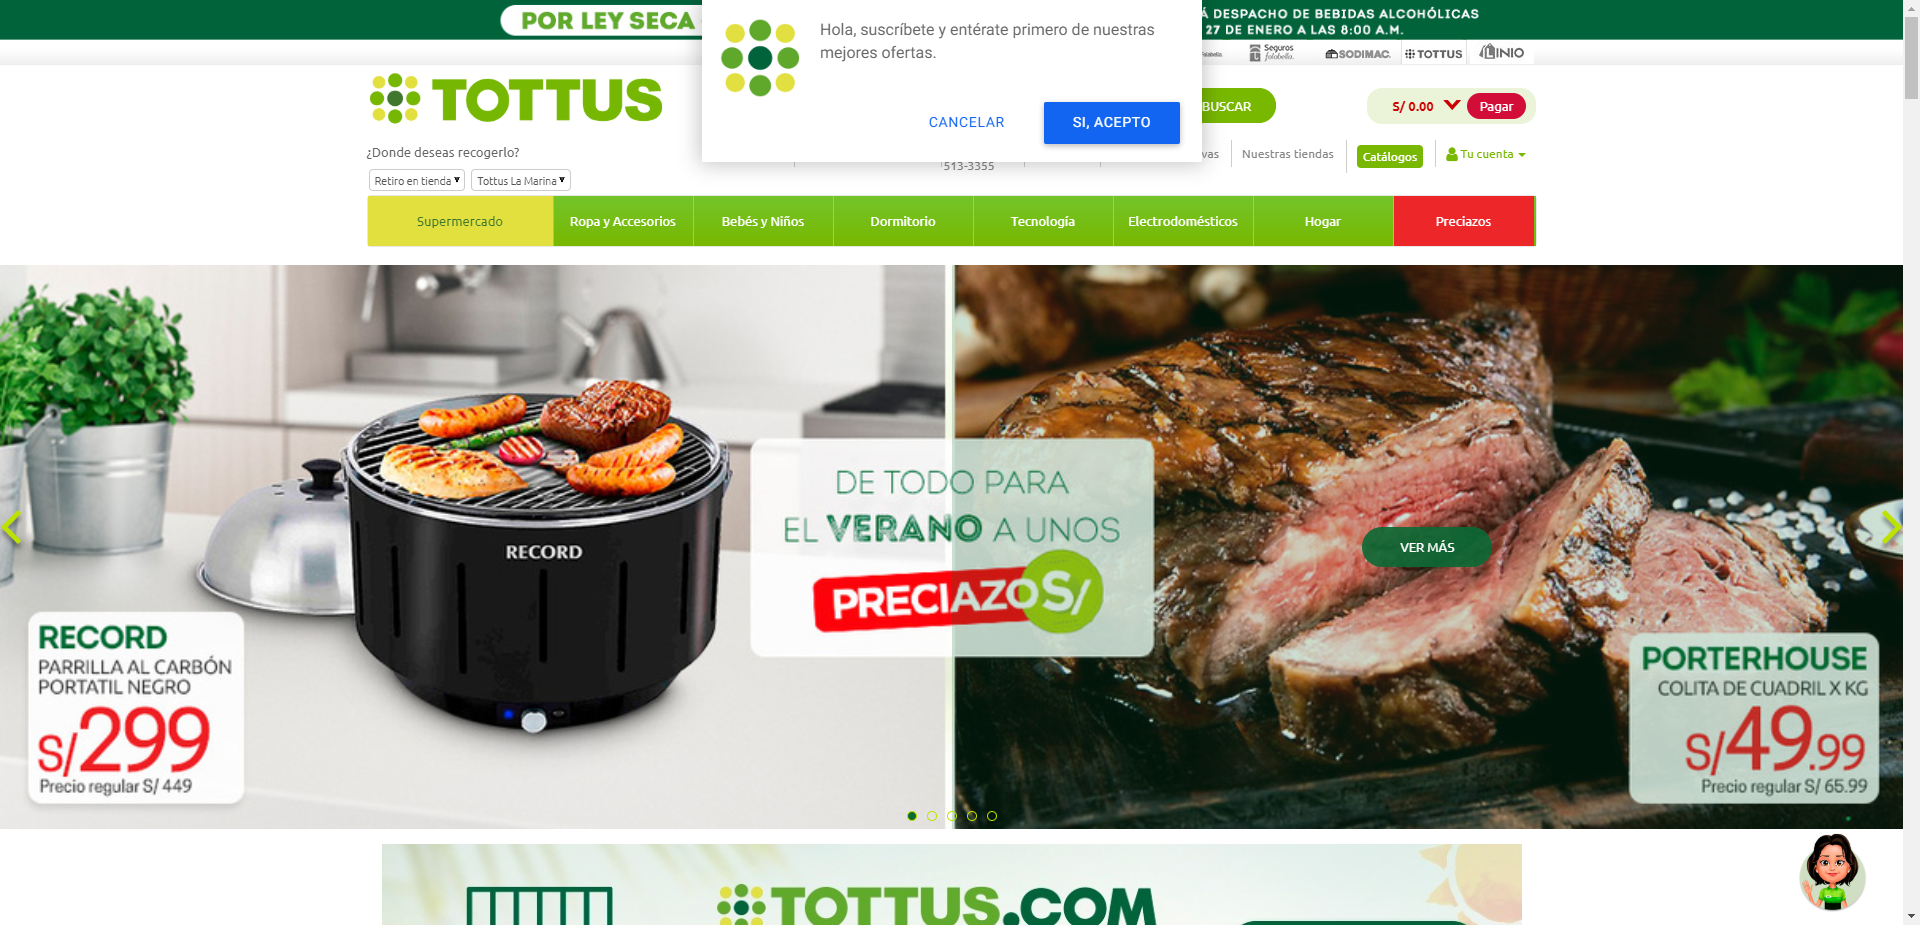 POR LEY SECA
Á DESPACHO DE BEBIDAS ALCOHÓLICAS
27 DE ENERO A LAS 8:00 A.M.
Hola, suscríbete y entérate primero de nuestras
mejores ofertas.
CANCELAR
SI, ACEPTO
Seguros
falabella.
SODIMAC.
TOTTUS
LINIO
TOTTUS
BUSCAR
S/ 0.00
Pagar
¿Donde deseas recogerlo?
Retiro en tienda
Tottus La Marina
513-3355
vas
Nuestras tiendas
Catálogos
Tu cuenta
Supermercado
Ropa y Accesorios
Bebés y Niños
Dormitorio
Tecnología
Electrodomésticos
Hogar
Preciazos
RECORD
DE TODO PARA
EL VERANO A UNOS
PRECIAZOS/
VER MÁS
RECORD
PARRILLA AL CARBÓN
PORTATIL NEGRO
S/299
Precio regular S/ 449
PORTERHOUSE
COLITA DE CUADRIL X KG
S/49.99
Precio regular S/ 65.99
TOTTUS.COM